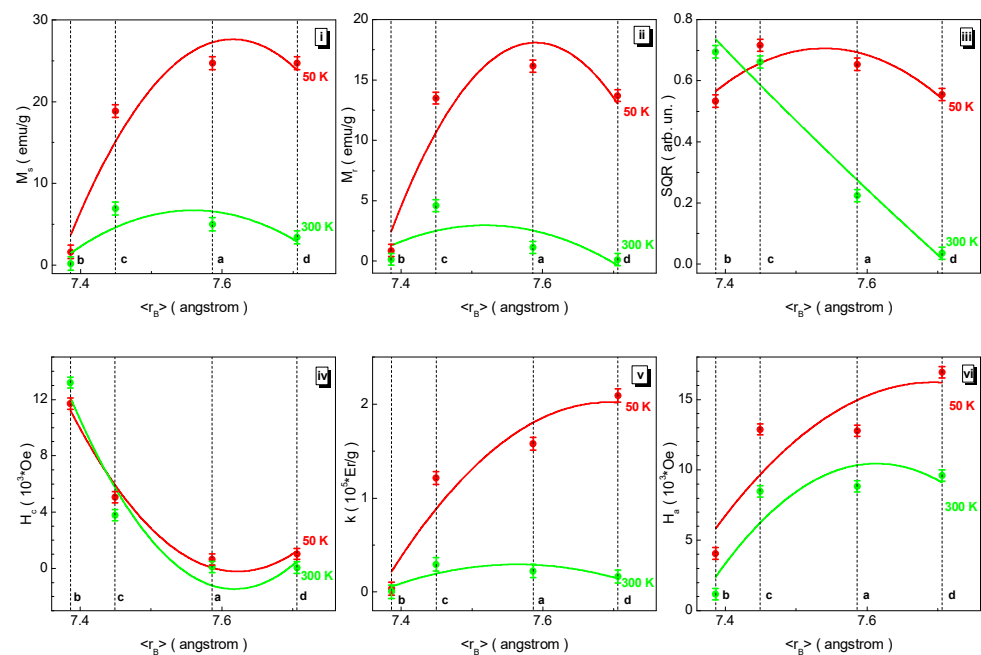 30
20
10
0
M_s ( emu/g )
i
50 K
300 K
b c a d
7.4 7.6
<r_B> ( angstrom )
20
15
10
5
0
M_r ( emu/g )
ii
50 K
300 K
b c a d
7.4 7.6
<r_B> ( angstrom )
0.8
0.6
0.4
0.2
0.0
SQR ( arb. un. )
iii
50 K
300 K
b c a d
7.4 7.6
<r_B> ( angstrom )
12
8
4
0
H_c ( 10^3*Oe )
iv
50 K
300 K
b c a d
7.4 7.6
<r_B> ( angstrom )
2
1
0
k ( 10^5*Er/g )
v
50 K
300 K
b c a d
7.4 7.6
<r_B> ( angstrom )
15
10
5
0
H_a ( 10^3*Oe )
vi
50 K
300 K
b c a d
7.4 7.6
<r_B> ( angstrom )